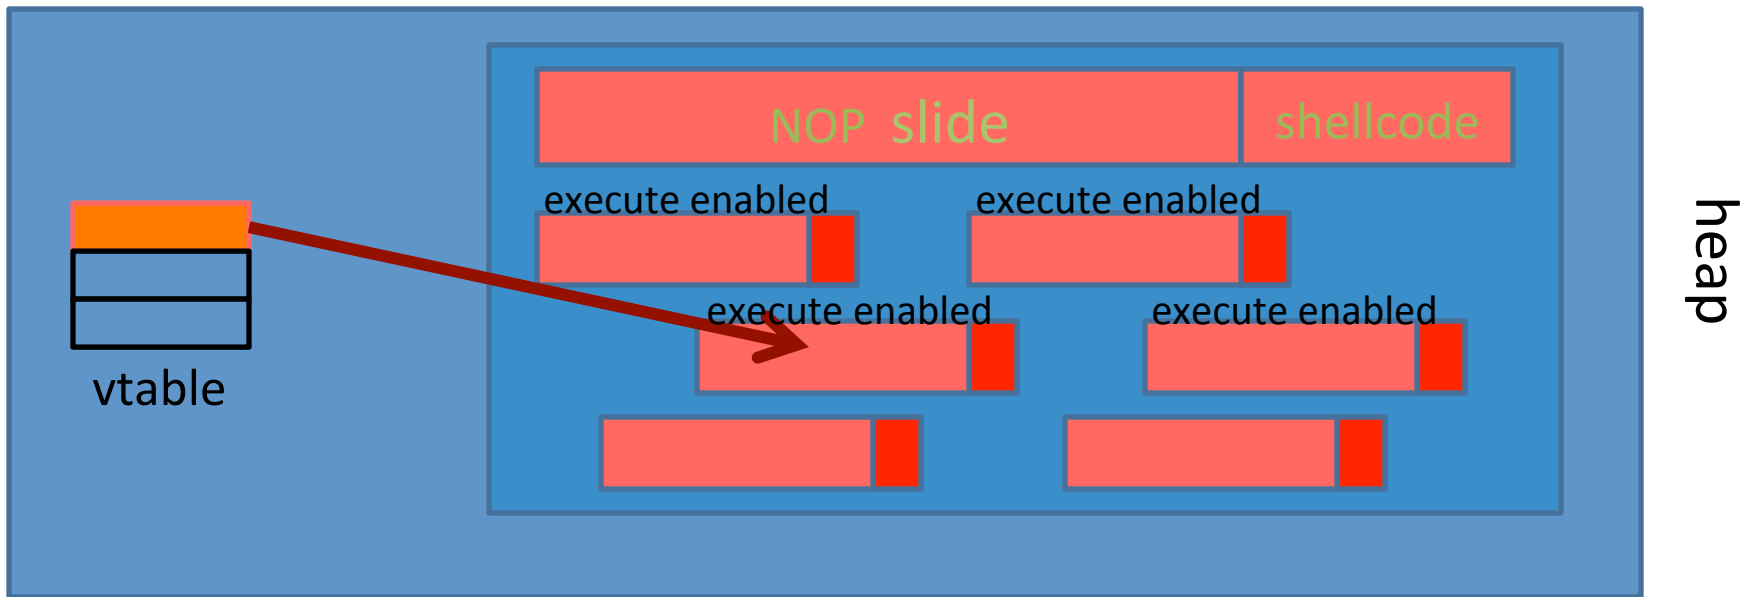 NOP slide
shellcode
execute enabled
execute enabled
execute enabled
execute enabled
vtable
heap